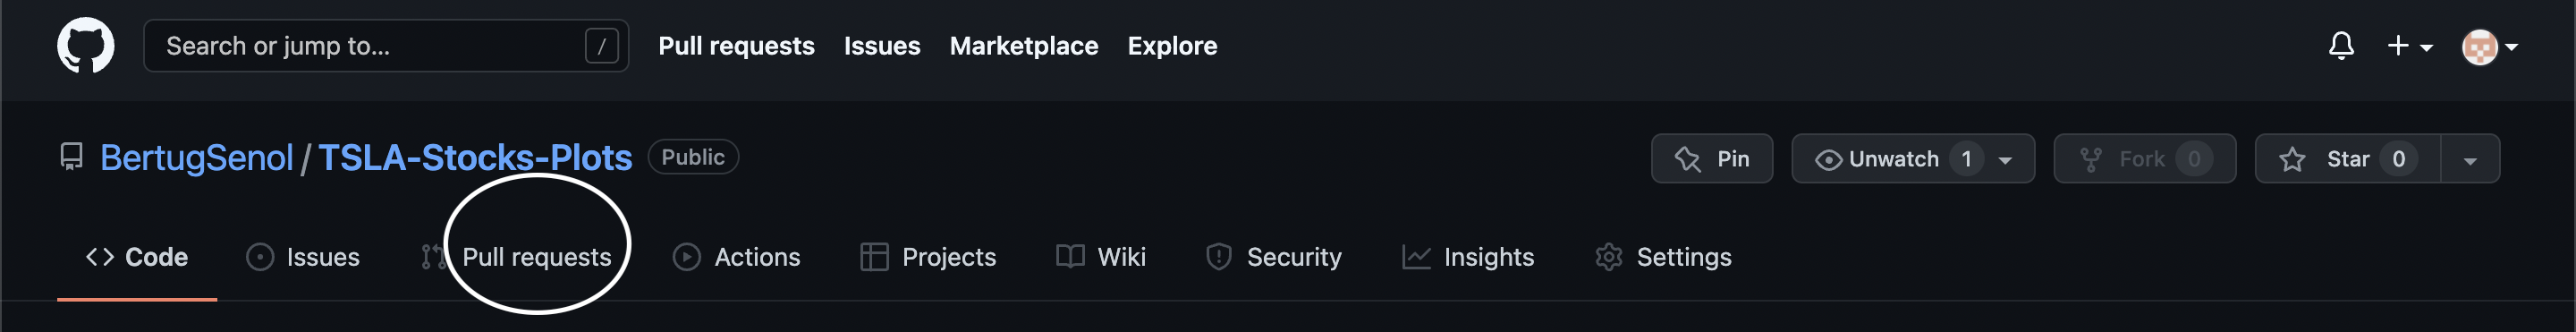 Search or jump to... / Pull requests Issues Marketplace Explore
BertugSenol / TSLA-Stocks-Plots Public Pin Unwatch 1 Fork 0 Star 0
Code Issues Pull requests Actions Projects Wiki Security Insights Settings